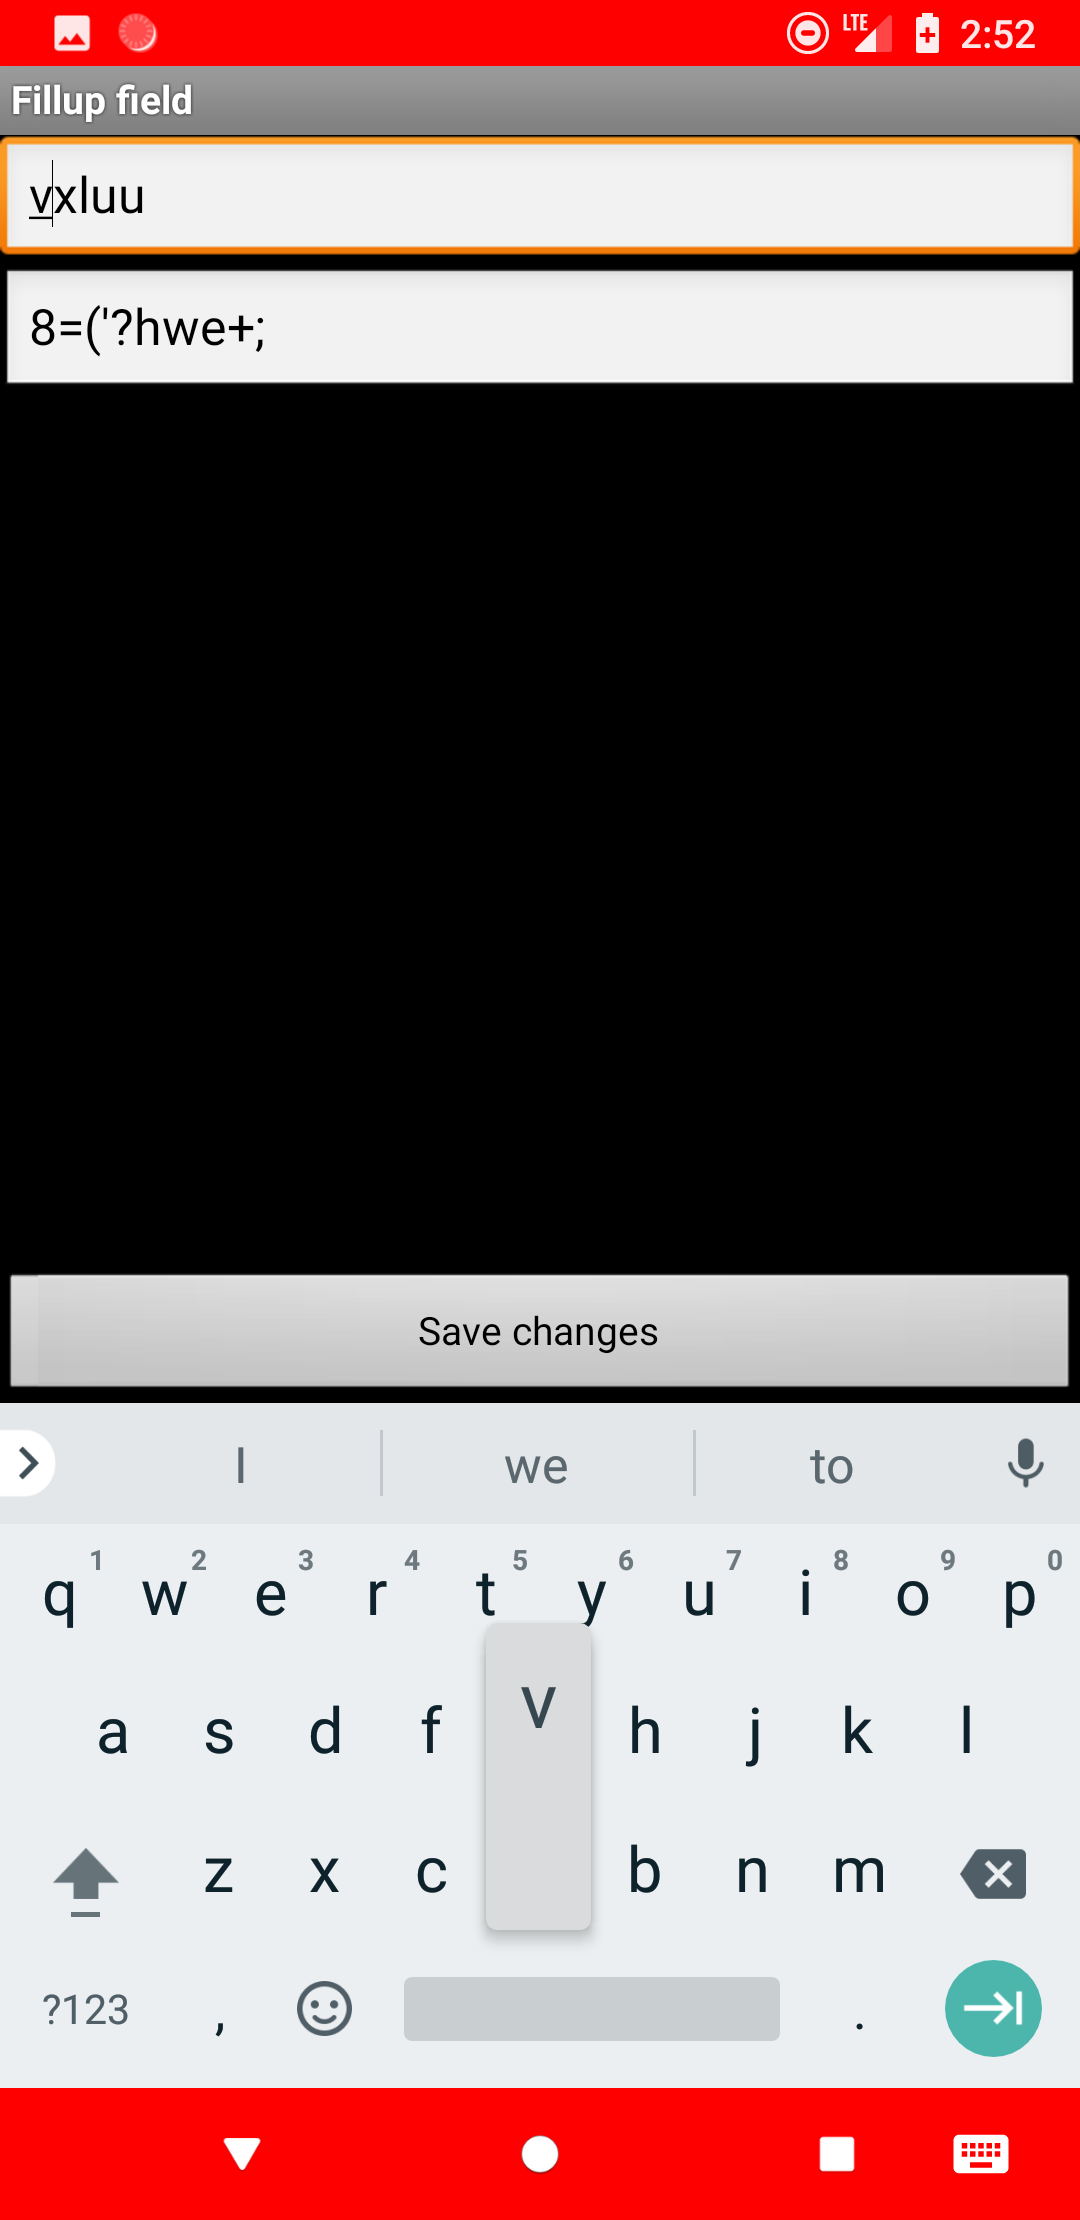 LTE 2:52
Fillup field
vxluu
8=('?hwe+;
Save changes
I we to
q 1 w 2 e 3 r 4 t 5 y 6 u 7 i 8 o 9 p 0
a s d f h j k l
v
z x c b n m
?123 , .